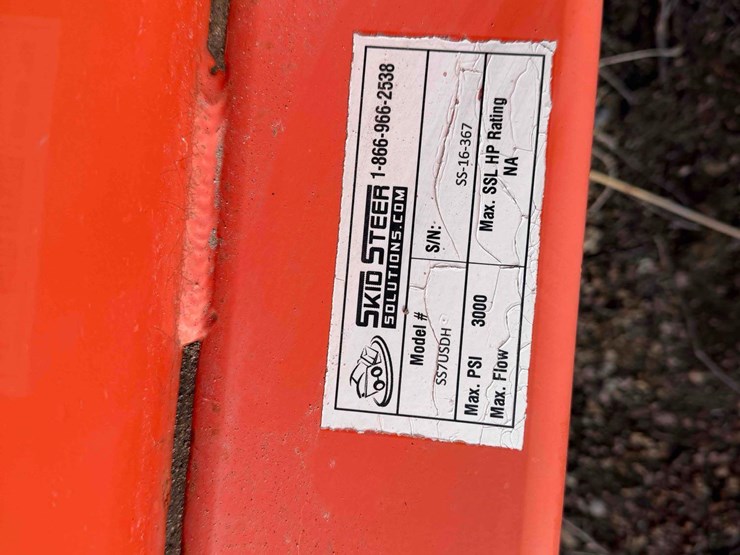 SKID STEER 1-866-966-2538
SOLUTIONS.COM
Model # S/N:
SS7USDH SS-16-367
Max. PSI 3000 Max. SSL HP Rating
Max. Flow NA